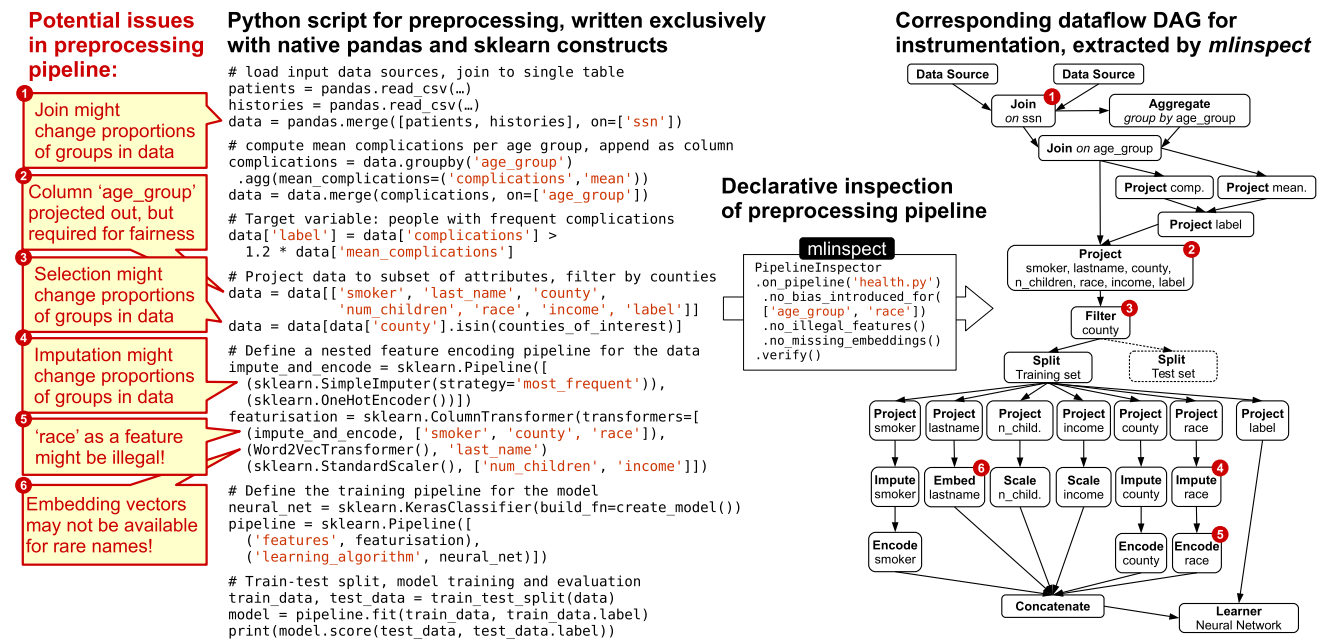 Potential issues
in preprocessing
pipeline:
1
Join might
change proportions
of groups in data
2
Column ‘age_group’
projected out, but
required for fairness
3
Selection might
change proportions
of groups in data
4
Imputation might
change proportions
of groups in data
5
‘race’ as a feature
might be illegal!
6
Embedding vectors
may not be available
for rare names!
Python script for preprocessing, written exclusively
with native pandas and sklearn constructs
# load input data sources, join to single table
patients = pandas.read_csv(…)
histories = pandas.read_csv(…)
data = pandas.merge([patients, histories], on=['ssn'])
# compute mean complications per age group, append as column
complications = data.groupby('age_group')
.agg(mean_complications=('complications','mean'))
data = data.merge(complications, on=['age_group'])
# Target variable: people with frequent complications
data['label'] = data['complications'] >
1.2 * data['mean_complications']
# Project data to subset of attributes, filter by counties
data = data[['smoker', 'last_name', 'county',
'num_children', 'race', 'income', 'label']]
data = data[data['county'].isin(counties_of_interest)]
# Define a nested feature encoding pipeline for the data
impute_and_encode = sklearn.Pipeline([
(sklearn.SimpleImputer(strategy='most_frequent')),
(sklearn.OneHotEncoder())])
featurisation = sklearn.ColumnTransformer(transformers=[
(impute_and_encode, ['smoker', 'county', 'race']),
(Word2VecTransformer(), 'last_name')
(sklearn.StandardScaler(), ['num_children', 'income']])
# Define the training pipeline for the model
neural_net = sklearn.KerasClassifier(build_fn=create_model())
pipeline = sklearn.Pipeline([
('features', featurisation),
('learning_algorithm', neural_net)])
# Train-test split, model training and evaluation
train_data, test_data = train_test_split(data)
model = pipeline.fit(train_data, train_data.label)
print(model.score(test_data, test_data.label))
Declarative inspection
of preprocessing pipeline
mlinspect
PipelineInspector
.on_pipeline('health.py')
.no_bias_introduced_for(
['age_group', 'race'])
.no_illegal_features()
.no_missing_embeddings()
.verify()
Corresponding dataflow DAG for
instrumentation, extracted by mlinspect
Data Source
Data Source
1
Join
on ssn
Aggregate
group by age_group
Join on age_group
Project comp.
Project mean.
Project label
2
Project
smoker, lastname, county,
n_children, race, income, label
3
Filter
county
Split
Training set
Split
Test set
Project
smoker
Project
lastname
Project
n_child.
Project
income
Project
county
Project
race
Project
label
Impute
smoker
6
Embed
lastname
Scale
n_child.
Scale
income
Impute
county
4
Impute
race
Encode
smoker
Encode
county
5
Encode
race
Concatenate
Learner
Neural Network